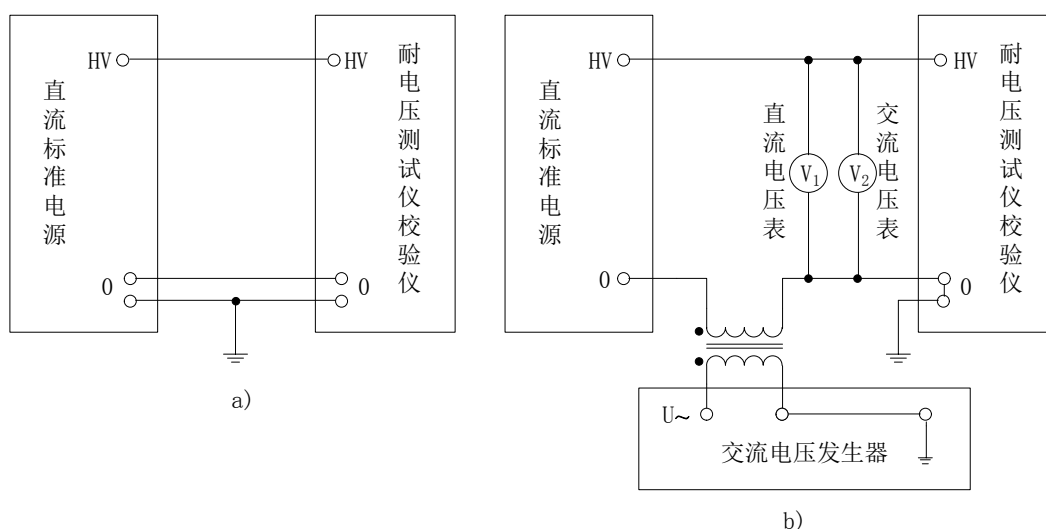 HV
直流标准电源
0
HV
耐电压测试仪校验仪
0
a)
HV
直流标准电源
0
直流电压表
V1
V2
交流电压表
HV
耐电压测试仪校验仪
0
U~
交流电压发生器
b)